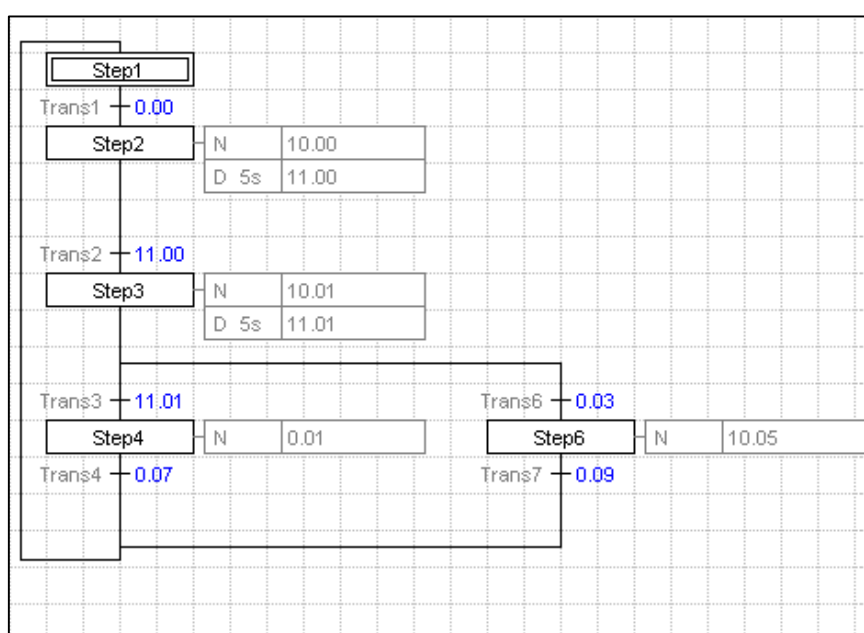 Step1
Trans1 0.00
Step2 N 10.00
D 5s 11.00
Trans2 11.00
Step3 N 10.01
D 5s 11.01
Trans3 11.01 Trans6 0.03
Step4 N 0.01 Step6 N 10.05
Trans4 0.07 Trans7 0.09